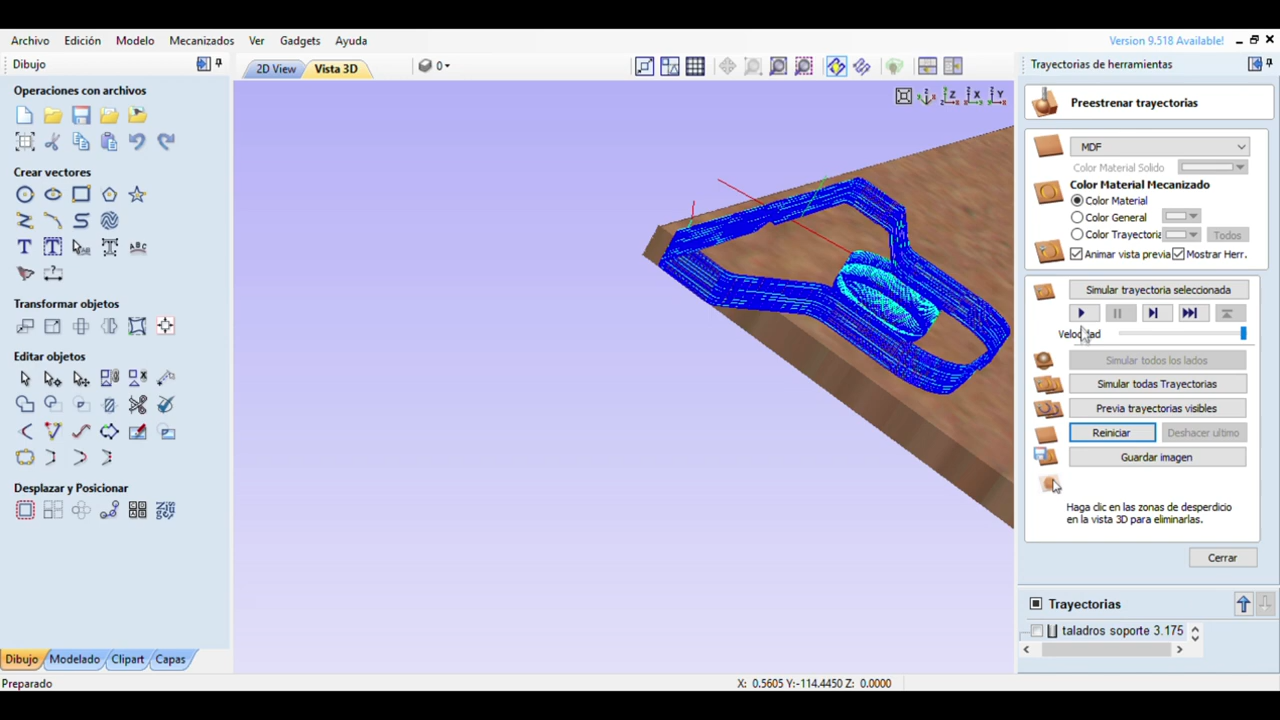 Archivo Edición Modelo Mecanizados Ver Gadgets Ayuda Version 9.518 Available!
Dibujo
2D View Vista 3D 0
Trayectorias de herramientas
Operaciones con archivos
Crear vectores
Transformar objetos
Editar objetos
Desplazar y Posicionar
Dibujo Modelado Clipart Capas
Z X Y
Preestrenar trayectorias
MDF
Color Material Solido
Color Material Mecanizado
Color Material
Color General
Color Trayectoria Todos
Animar vista previa Mostrar Herr.
Simular trayectoria seleccionada
Velocidad
Simular todos los lados
Simular todas Trayectorias
Previa trayectorias visibles
Reiniciar Deshacer ultimo
Guardar imagen
Haga clic en las zonas de desperdicio
en la vista 3D para eliminarlas.
Cerrar
Trayectorias
taladros soporte 3.175
Preparado
X: 0.5605 Y:-114.4450 Z: 0.0000